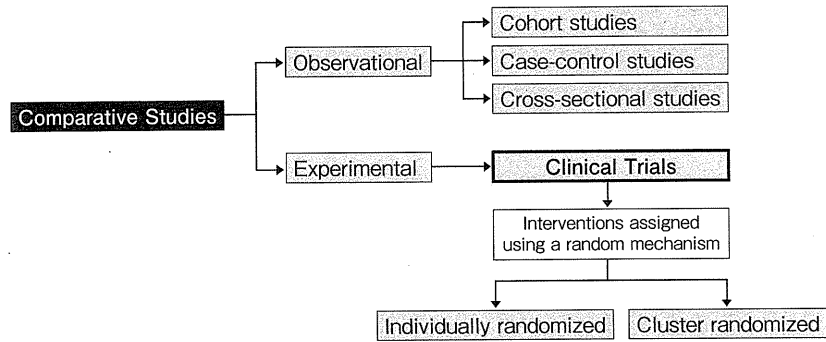 Cohort studies
Observational
Case-control studies
Cross-sectional studies
Comparative Studies
Experimental
Clinical Trials
Interventions assigned
using a random mechanism
Individually randomized
Cluster randomized